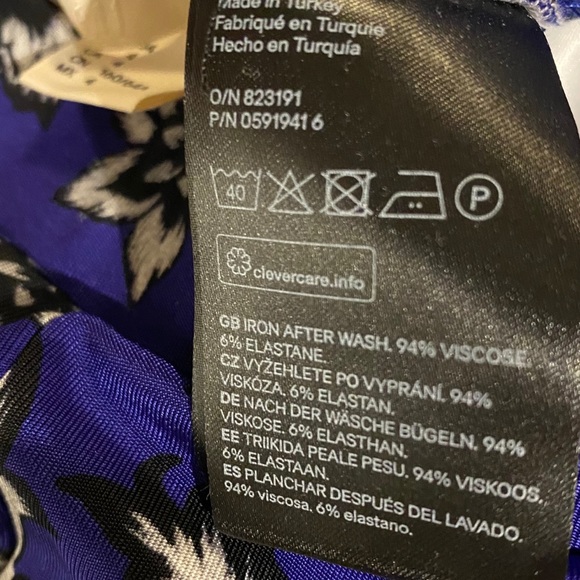 Made in Turkey
Fabriqué en Turquie
Hecho en Turquía
O/N 823191
P/N 0591941 6
40
P
clevercare.info
GB IRON AFTER WASH. 94% VISCOSE.
6% ELASTANE.
CZ VYŽEHLETE PO VYPRÁNÍ. 94%
VISKÓZA. 6% ELASTAN.
DE NACH DER WÄSCHE BÜGELN. 94%
VISKOSE. 6% ELASTHAN.
EE TRIIKIDA PEALE PESU. 94% VISKOOS.
6% ELASTAAN.
ES PLANCHAR DESPUÉS DEL LAVADO.
94% viscosa. 6% elastano.